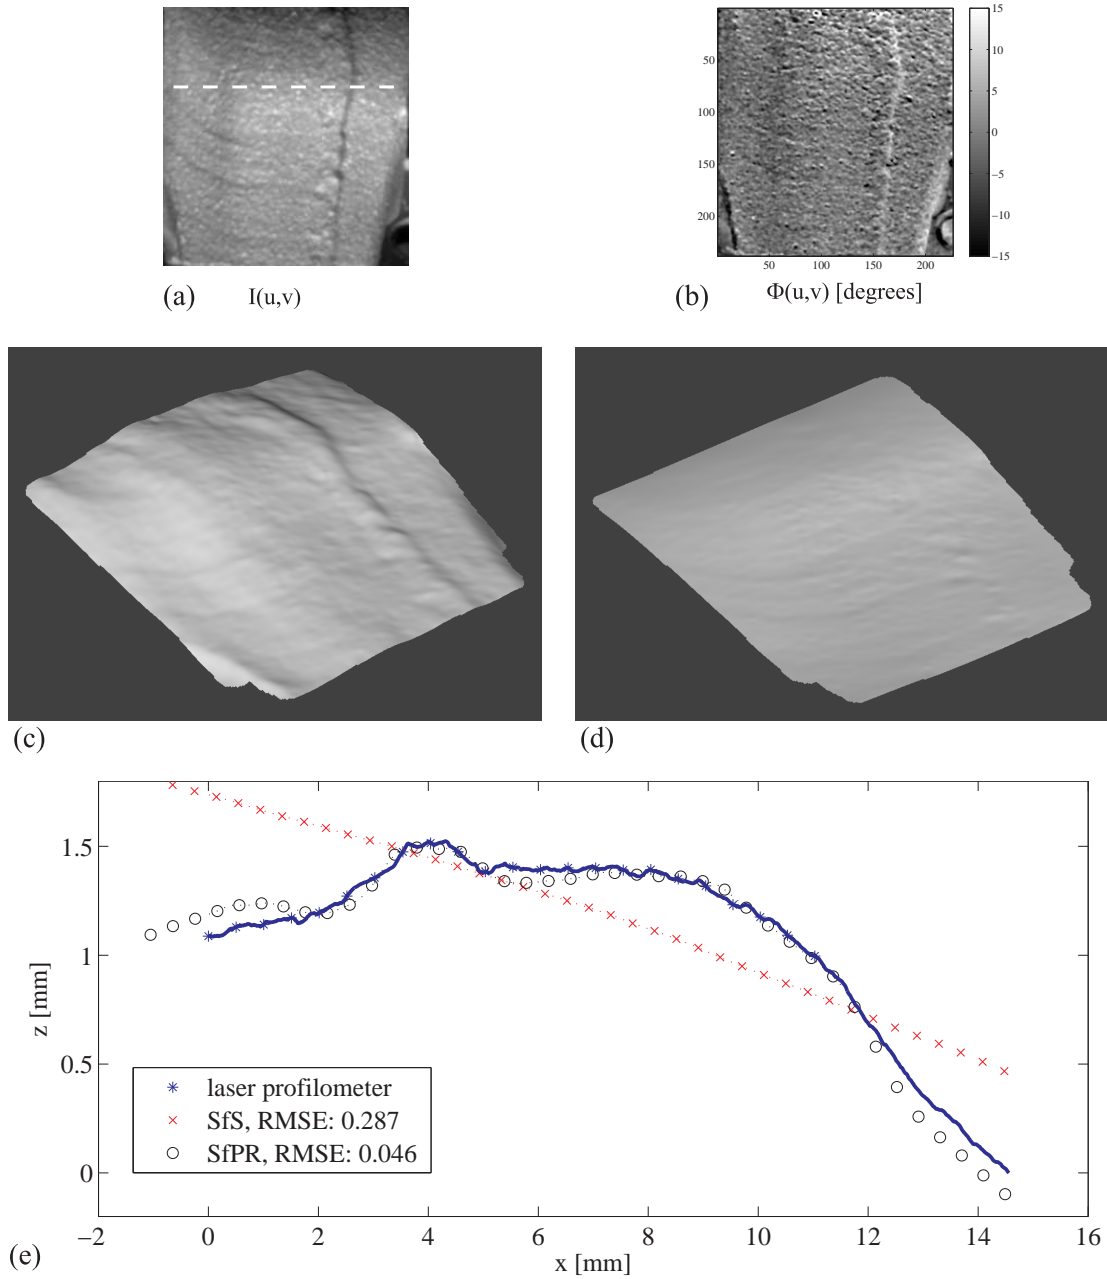 15
10
5
0
−5
−10
−15
50
100
150
200
50
100
150
200
(a)
I(u,v)
(b)
Φ(u,v) [degrees]
(c)
(d)
1.5
1
0.5
0
z [mm]
laser profilometer
SfS, RMSE: 0.287
SfPR, RMSE: 0.046
−2
0
2
4
6
8
10
12
14
16
x [mm]
(e)